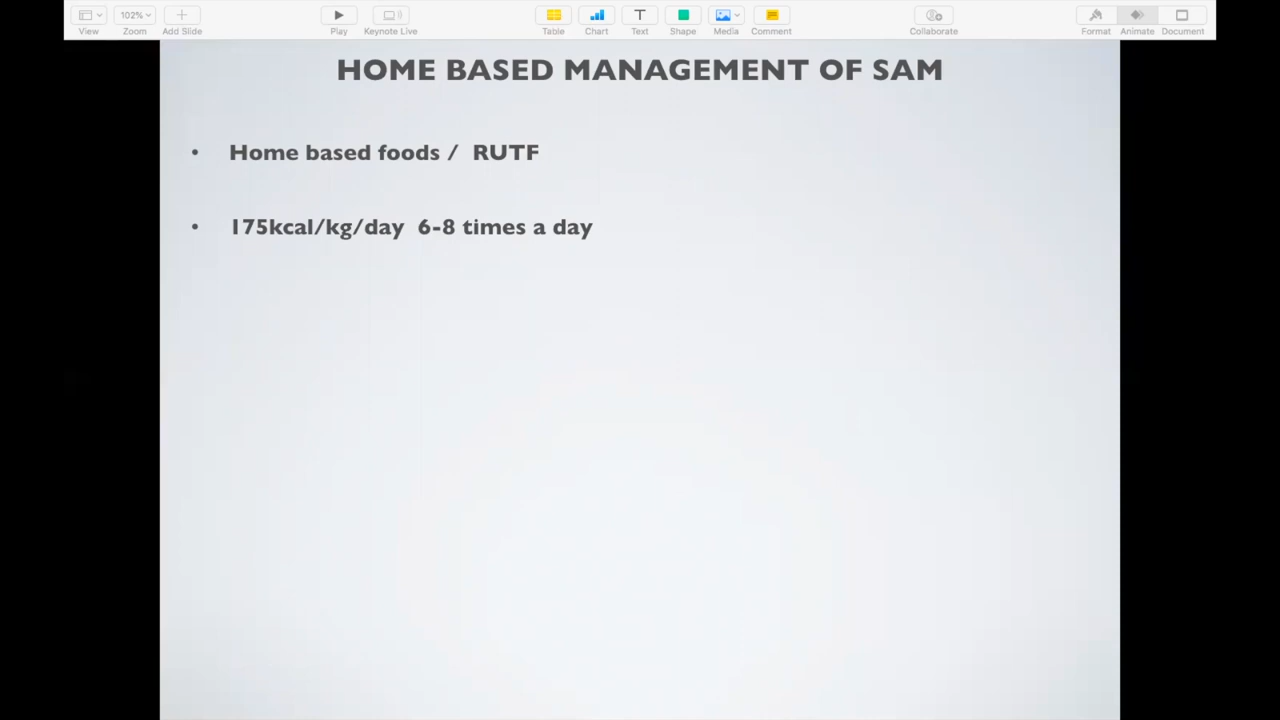 102%
View
Zoom
Add Slide
Play
Keynote Live
Table
Chart
Text
Shape
Media
Comment
Collaborate
Format
Animate
Document
HOME BASED MANAGEMENT OF SAM
• Home based foods / RUTF
• 175kcal/kg/day 6-8 times a day